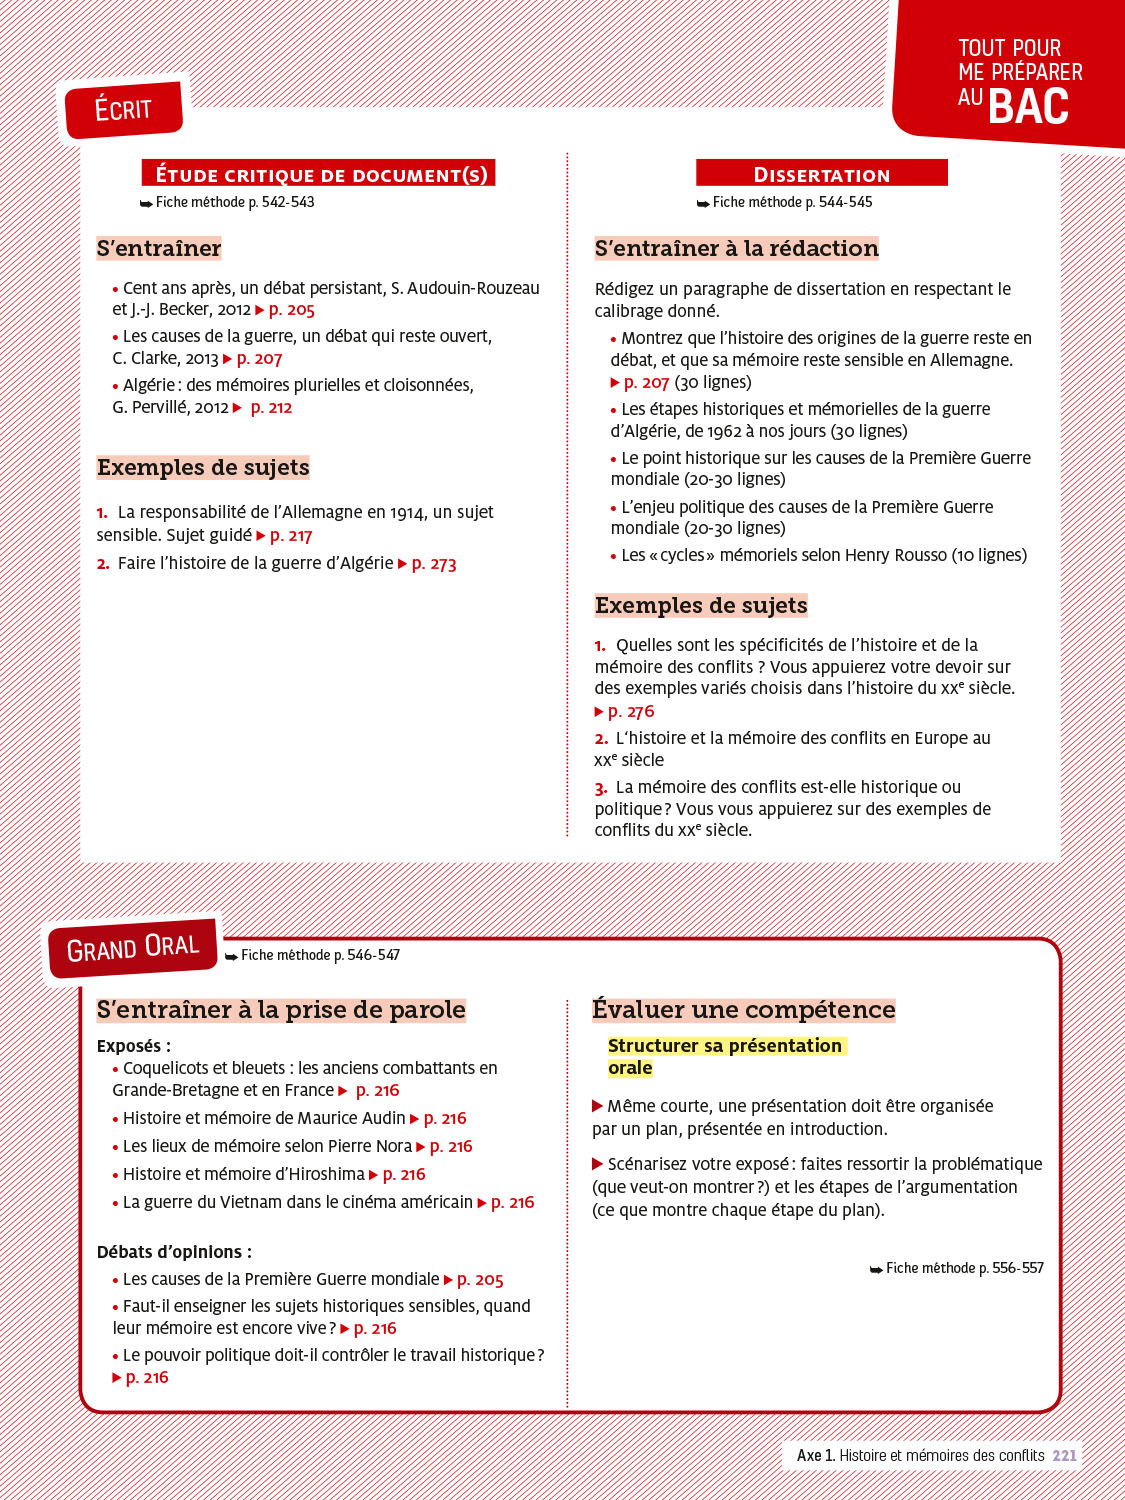 TOUT POUR
ME PRÉPARER
AU BAC
ÉCRIT
ÉTUDE CRITIQUE DE DOCUMENT(S)
➥ Fiche méthode p. 542-543
S’entraîner
• Cent ans après, un débat persistant, S. Audouin-Rouzeau
et J.-J. Becker, 2012 ▶ p. 205
• Les causes de la guerre, un débat qui reste ouvert,
C. Clarke, 2013 ▶ p. 207
• Algérie : des mémoires plurielles et cloisonnées,
G. Pervillé, 2012 ▶ p. 212
Exemples de sujets
1. La responsabilité de l’Allemagne en 1914, un sujet
sensible. Sujet guidé ▶ p. 217
2. Faire l’histoire de la guerre d’Algérie ▶ p. 273
DISSERTATION
➥ Fiche méthode p. 544-545
S’entraîner à la rédaction
Rédigez un paragraphe de dissertation en respectant le
calibrage donné.
• Montrez que l’histoire des origines de la guerre reste en
débat, et que sa mémoire reste sensible en Allemagne.
▶ p. 207 (30 lignes)
• Les étapes historiques et mémorielles de la guerre
d’Algérie, de 1962 à nos jours (30 lignes)
• Le point historique sur les causes de la Première Guerre
mondiale (20-30 lignes)
• L’enjeu politique des causes de la Première Guerre
mondiale (20-30 lignes)
• Les « cycles » mémoriels selon Henry Rousso (10 lignes)
Exemples de sujets
1. Quelles sont les spécificités de l’histoire et de la
mémoire des conflits ? Vous appuierez votre devoir sur
des exemples variés choisis dans l’histoire du XXe siècle.
▶ p. 276
2. L‘histoire et la mémoire des conflits en Europe au
XXe siècle
3. La mémoire des conflits est-elle historique ou
politique ? Vous vous appuierez sur des exemples de
conflits du XXe siècle.
GRAND ORAL
➥ Fiche méthode p. 546-547
S’entraîner à la prise de parole
Exposés :
• Coquelicots et bleuets : les anciens combattants en
Grande-Bretagne et en France ▶ p. 216
• Histoire et mémoire de Maurice Audin ▶ p. 216
• Les lieux de mémoire selon Pierre Nora ▶ p. 216
• Histoire et mémoire d’Hiroshima ▶ p. 216
• La guerre du Vietnam dans le cinéma américain ▶ p. 216
Débats d’opinions :
• Les causes de la Première Guerre mondiale ▶ p. 205
• Faut-il enseigner les sujets historiques sensibles, quand
leur mémoire est encore vive ? ▶ p. 216
• Le pouvoir politique doit-il contrôler le travail historique ?
▶ p. 216
Évaluer une compétence
Structurer sa présentation
orale
▶ Même courte, une présentation doit être organisée
par un plan, présentée en introduction.
▶ Scénarisez votre exposé : faites ressortir la problématique
(que veut-on montrer ?) et les étapes de l’argumentation
(ce que montre chaque étape du plan).
➥ Fiche méthode p. 556-557
Axe 1. Histoire et mémoires des conflits 221